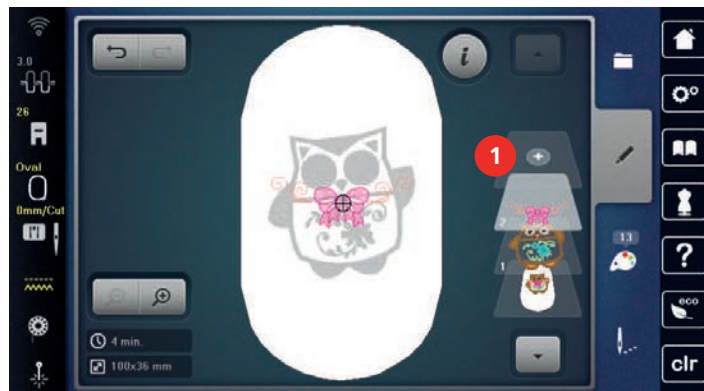 3.0
26
Oval
0mm/Cut
i
1
2
1
13
4 min.
100x36 mm
?
eco
clr